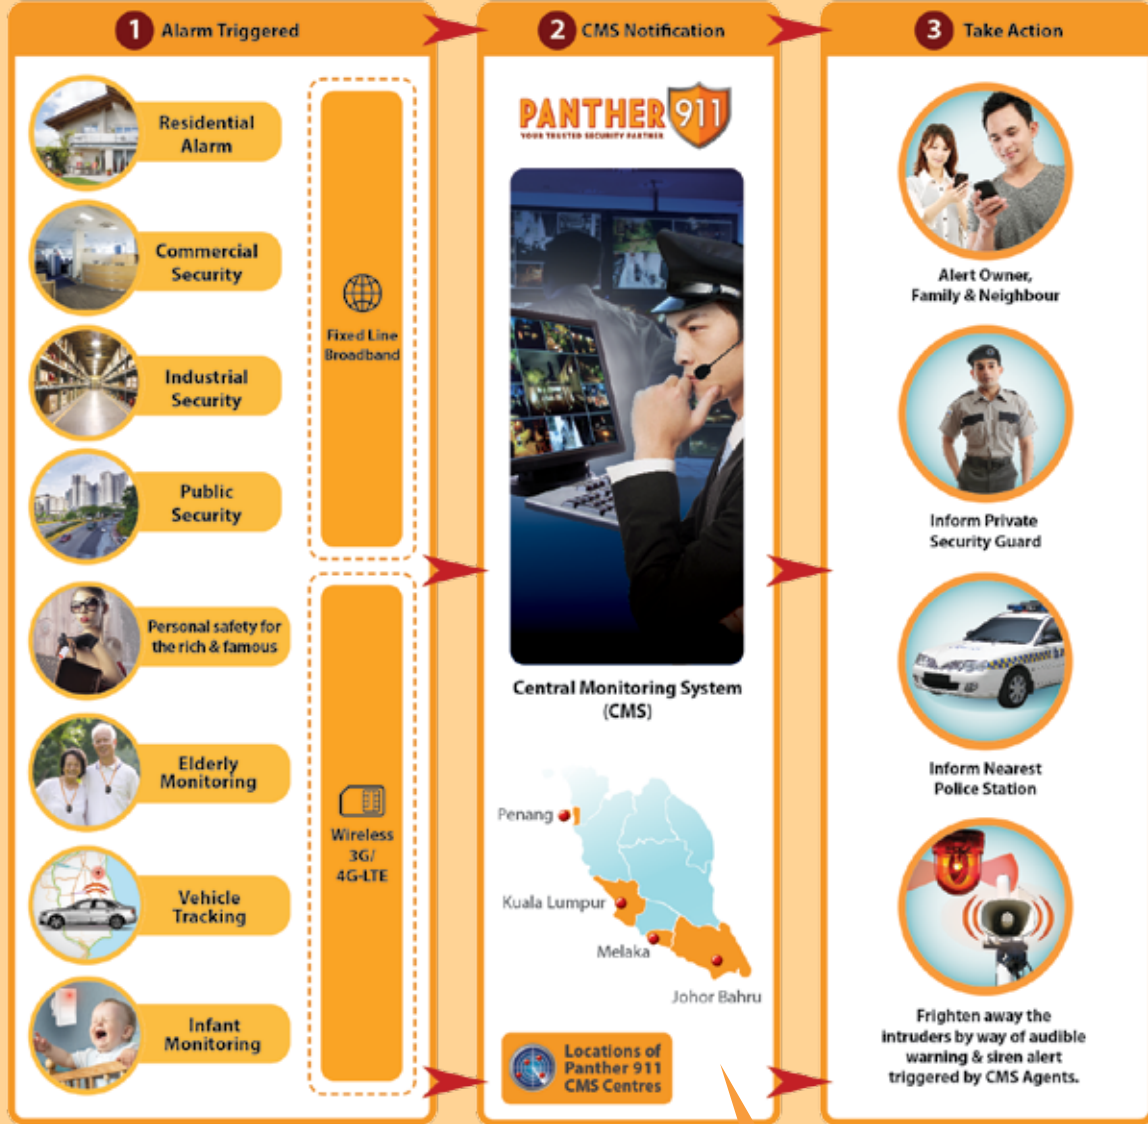 1 Alarm Triggered
Residential
Alarm
Commercial
Security
Industrial
Security
Public
Security
Personal safety for
the rich & famous
Elderly
Monitoring
Vehicle
Tracking
Infant
Monitoring
Fixed Line
Broadband
Wireless
3G/
4G-LTE
2 CMS Notification
PANTHER 911
YOUR TRUSTED SECURITY PARTNER
Central Monitoring System
(CMS)
Penang
Kuala Lumpur
Melaka
Johor Bahru
Locations of
Panther 911
CMS Centres
3 Take Action
Alert Owner,
Family & Neighbour
Inform Private
Security Guard
Inform Nearest
Police Station
Frighten away the
intruders by way of audible
warning & siren alert
triggered by CMS Agents.